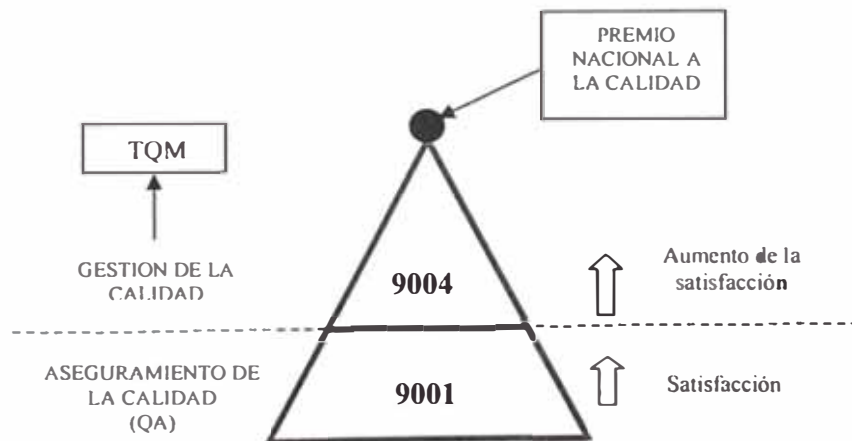 PREMIO
NACIONAL A
LA CALIDAD
TQM
GESTION DE LA
CALIDAD
9004
Aumento de la
satisfacción
ASEGURAMIENTO DE
LA CALIDAD
(QA)
9001
Satisfacción